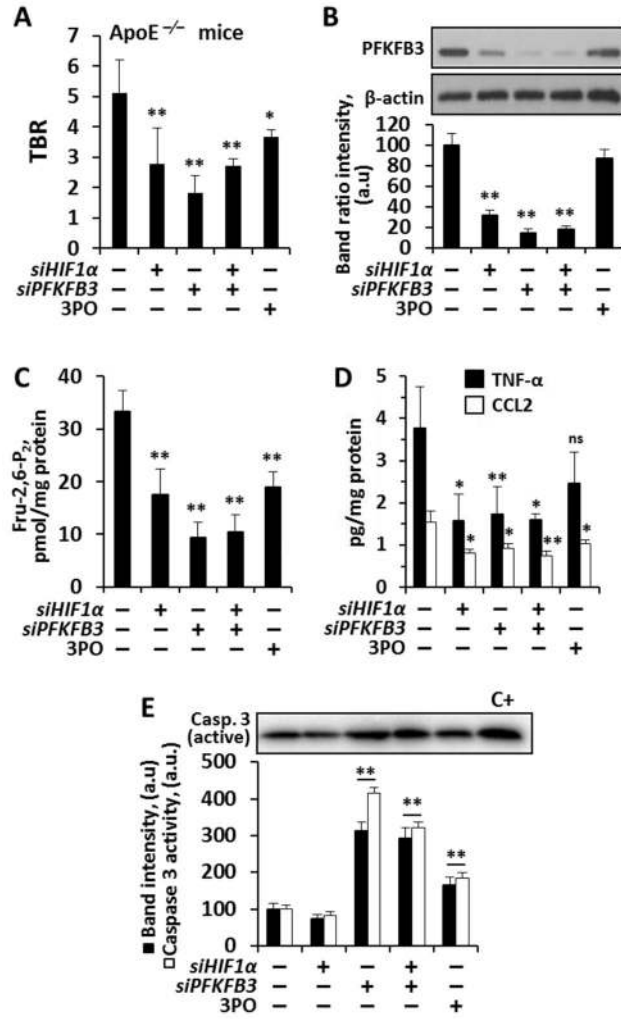 A
ApoE −/− mice
TBR
7
6
5
4
3
2
1
0
** ** ** *
siHIF1α − + − + −
siPFKFB3 − − + + −
3PO − − − − +
B
PFKFB3
β-actin
Band ratio intensity,
(a.u)
120
100
80
60
40
20
0
** ** **
siHIF1α − + − + −
siPFKFB3 − − + + −
3PO − − − − +
C
Fru-2,6-P2,
pmol/mg protein
40
30
20
10
0
** ** ** **
siHIF1α − + − + −
siPFKFB3 − − + + −
3PO − − − − +
D
TNF-α
CCL2
pg/mg protein
5
4
3
2
1
0
* * ** * * ** ns *
siHIF1α − + − + −
siPFKFB3 − − + + −
3PO − − − − +
E
Casp. 3
(active)
C+
Band intensity, (a.u)
Caspase 3 activity, (a.u.)
500
400
300
200
100
0
** ** **
siHIF1α − + − + −
siPFKFB3 − − + + −
3PO − − − − +